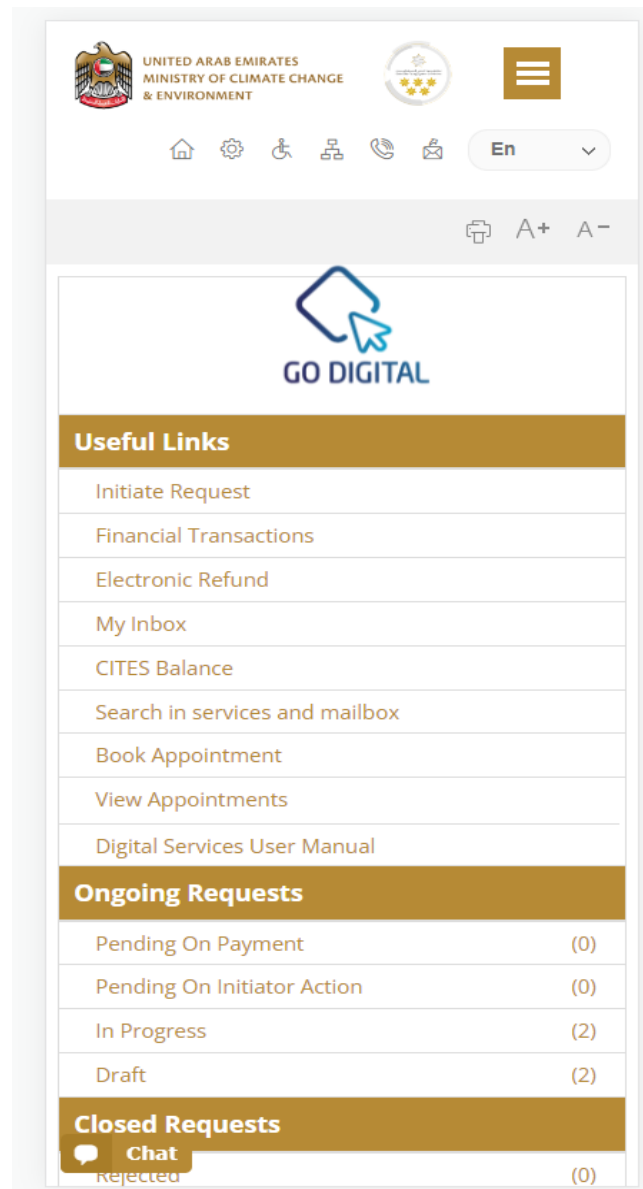 UNITED ARAB EMIRATES
MINISTRY OF CLIMATE CHANGE
& ENVIRONMENT
En
A+ A-
GO DIGITAL
Useful Links
Initiate Request
Financial Transactions
Electronic Refund
My Inbox
CITES Balance
Search in services and mailbox
Book Appointment
View Appointments
Digital Services User Manual
Ongoing Requests
Pending On Payment (0)
Pending On Initiator Action (0)
In Progress (2)
Draft (2)
Closed Requests
Chat
Rejected (0)